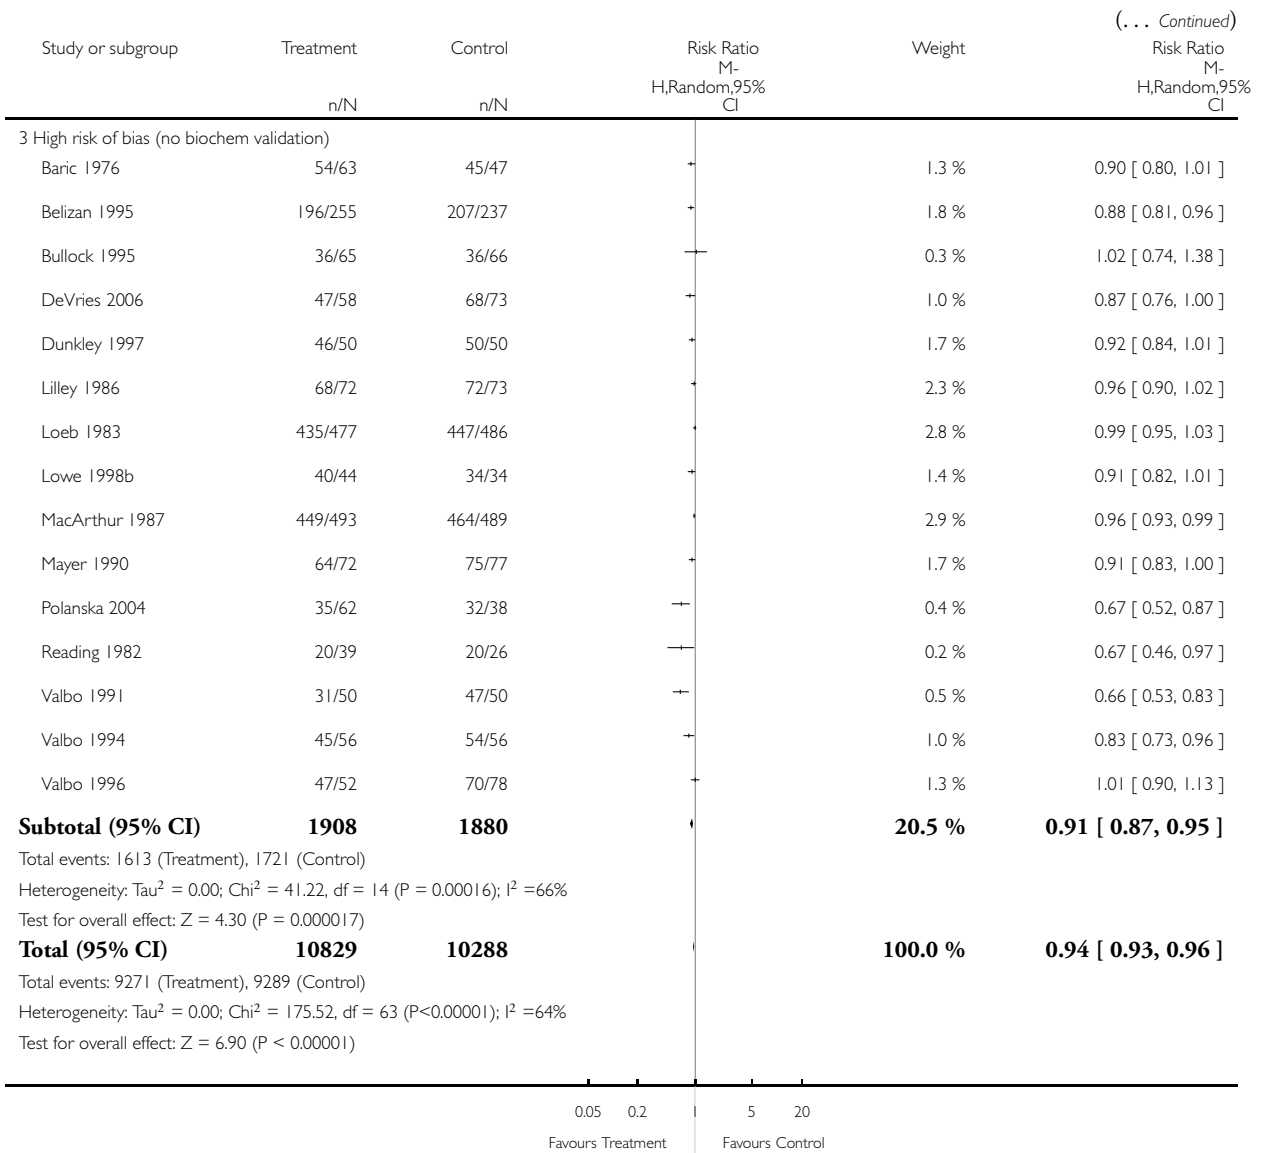 (... Continued)
Study or subgroup Treatment Control Risk Ratio Weight Risk Ratio
M-
H,Random,95%
CI
M-
H,Random,95%
CI
n/N n/N
3 High risk of bias (no biochem validation)
Baric 1976 54/63 45/47 1.3 % 0.90 [ 0.80, 1.01 ]
Belizan 1995 196/255 207/237 1.8 % 0.88 [ 0.81, 0.96 ]
Bullock 1995 36/65 36/66 0.3 % 1.02 [ 0.74, 1.38 ]
DeVries 2006 47/58 68/73 1.0 % 0.87 [ 0.76, 1.00 ]
Dunkley 1997 46/50 50/50 1.7 % 0.92 [ 0.84, 1.01 ]
Lilley 1986 68/72 72/73 2.3 % 0.96 [ 0.90, 1.02 ]
Loeb 1983 435/477 447/486 2.8 % 0.99 [ 0.95, 1.03 ]
Lowe 1998b 40/44 34/34 1.4 % 0.91 [ 0.82, 1.01 ]
MacArthur 1987 449/493 464/489 2.9 % 0.96 [ 0.93, 0.99 ]
Mayer 1990 64/72 75/77 1.7 % 0.91 [ 0.83, 1.00 ]
Polanska 2004 35/62 32/38 0.4 % 0.67 [ 0.52, 0.87 ]
Reading 1982 20/39 20/26 0.2 % 0.67 [ 0.46, 0.97 ]
Valbo 1991 31/50 47/50 0.5 % 0.66 [ 0.53, 0.83 ]
Valbo 1994 45/56 54/56 1.0 % 0.83 [ 0.73, 0.96 ]
Valbo 1996 47/52 70/78 1.3 % 1.01 [ 0.90, 1.13 ]
Subtotal (95% CI) 1908 1880 20.5 % 0.91 [ 0.87, 0.95 ]
Total events: 1613 (Treatment), 1721 (Control)
Heterogeneity: Tau² = 0.00; Chi² = 41.22, df = 14 (P = 0.00016); I² =66%
Test for overall effect: Z = 4.30 (P = 0.000017)
Total (95% CI) 10829 10288 100.0 % 0.94 [ 0.93, 0.96 ]
Total events: 9271 (Treatment), 9289 (Control)
Heterogeneity: Tau² = 0.00; Chi² = 175.52, df = 63 (P<0.00001); I² =64%
Test for overall effect: Z = 6.90 (P < 0.00001)
0.05 0.2 1 5 20
Favours Treatment Favours Control